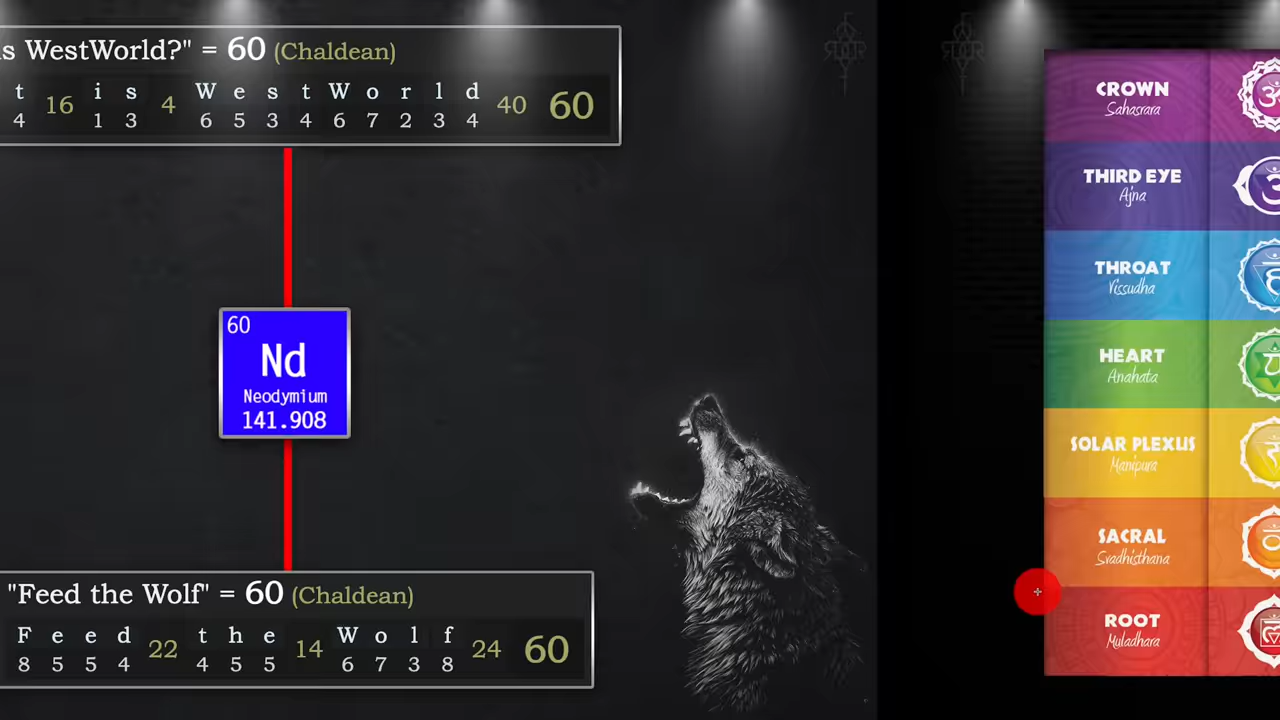 s WestWorld?" = 60 (Chaldean)
t 16 i s 4 W e s t W o r l d 40 60
4 1 3 6 5 3 4 6 7 2 3 4
60
Nd
Neodymium
141.908
"Feed the Wolf" = 60 (Chaldean)
F e e d 22 t h e 14 W o l f 24 60
8 5 5 4 4 5 5 6 7 3 8
CROWN
Sahasrara
THIRD EYE
Ajna
THROAT
Vissudha
HEART
Anahata
SOLAR PLEXUS
Manipura
SACRAL
Svadhisthana
ROOT
Muladhara